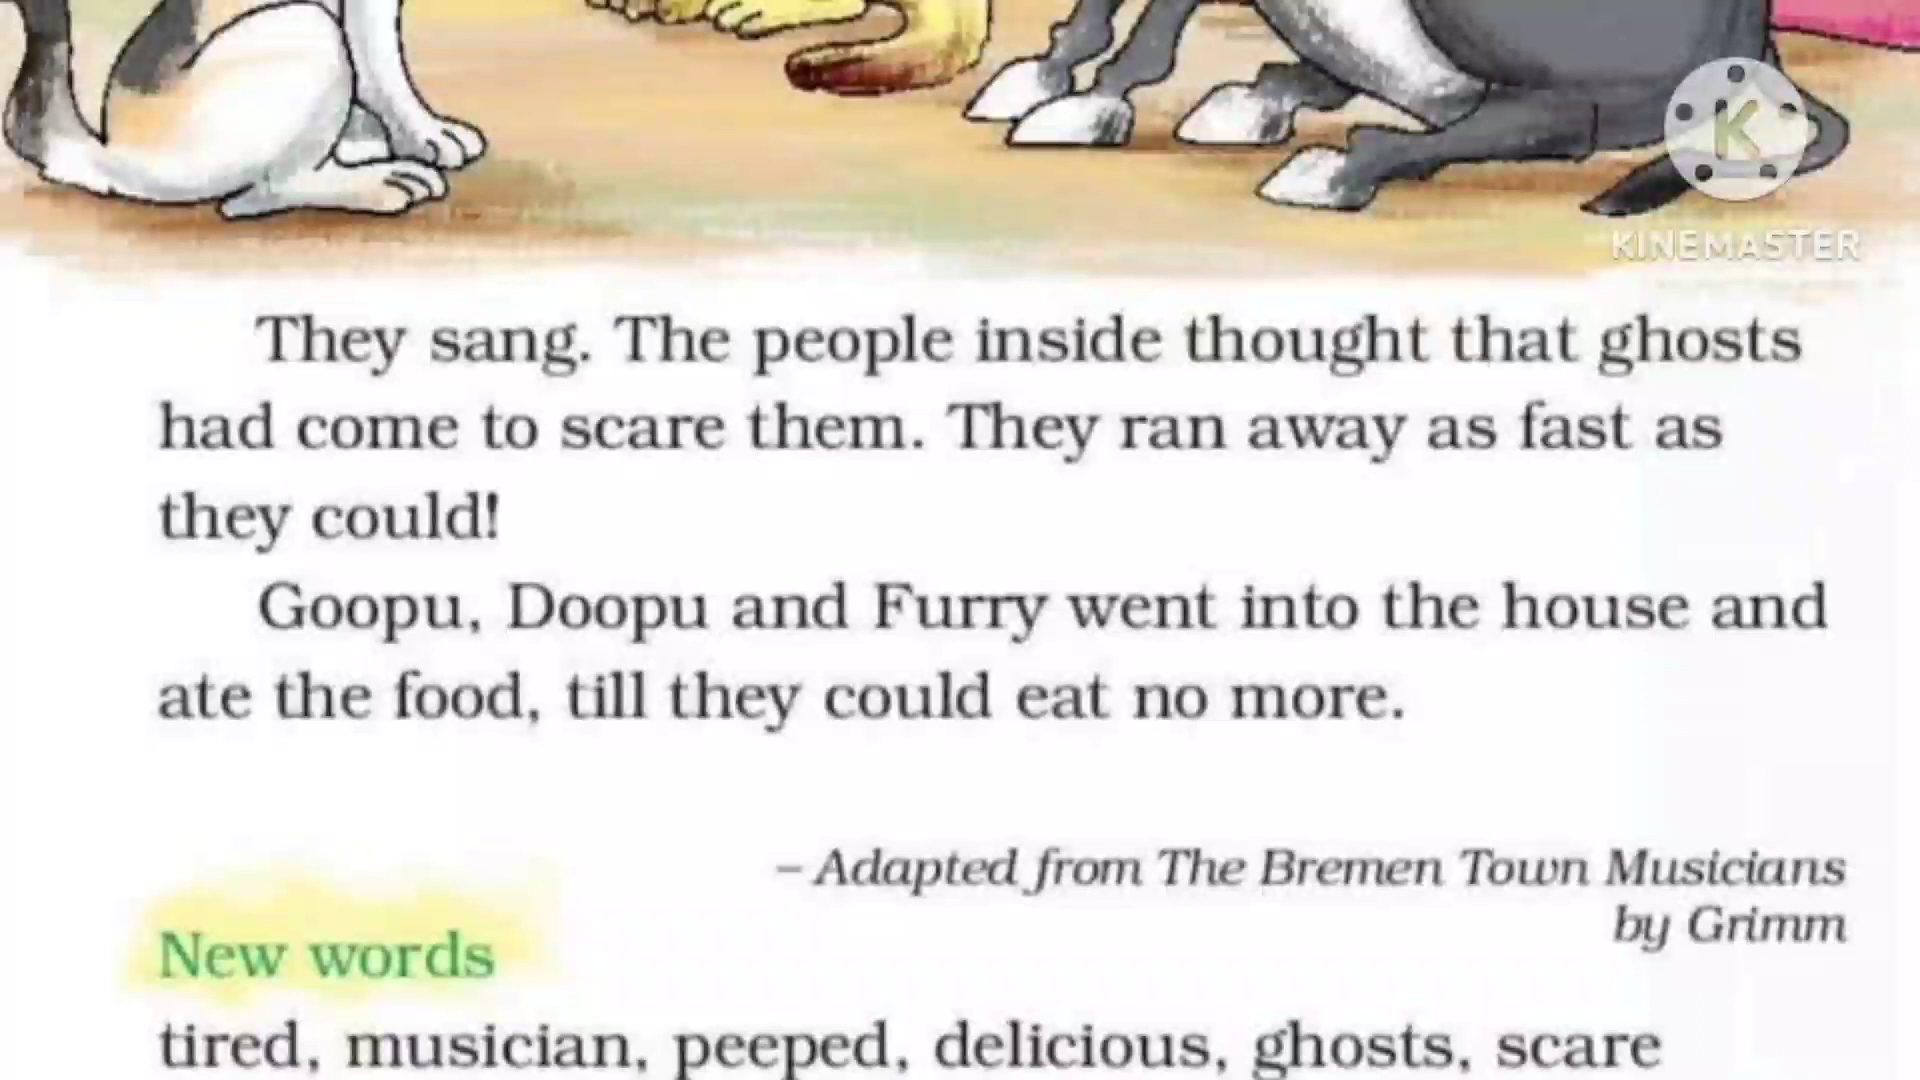 K
KINEMASTER
They sang. The people inside thought that ghosts
had come to scare them. They ran away as fast as
they could!
Goopu, Doopu and Furry went into the house and
ate the food, till they could eat no more.
– Adapted from The Bremen Town Musicians
by Grimm
New words
tired, musician, peeped, delicious, ghosts, scare